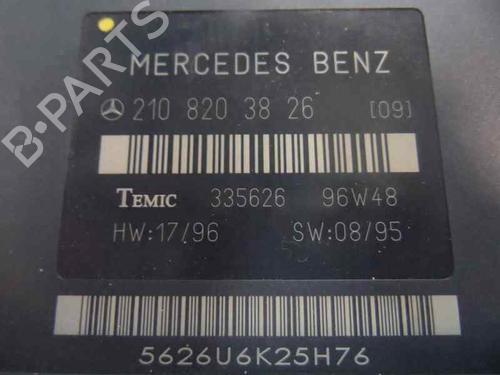 B-PARTS
MERCEDES BENZ
210 820 38 26 [09]
TEMIC 335626 96W48
HW:17/96 SW:08/95
5626U6K25H76